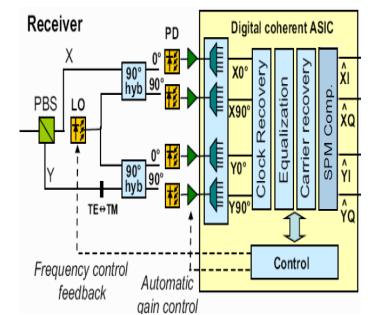 Receiver
PD
Digital coherent ASIC
X
0°
90° hyb
90°
X0°
PBS
LO
X90°
Clock Recovery
Equalization
Carrier recovery
SPM Comp.
^
XI
^
XQ
Y
0°
90° hyb
90°
Y0°
Y90°
^
YI
^
YQ
TE⇔TM
Control
Frequency control
feedback
Automatic
gain control